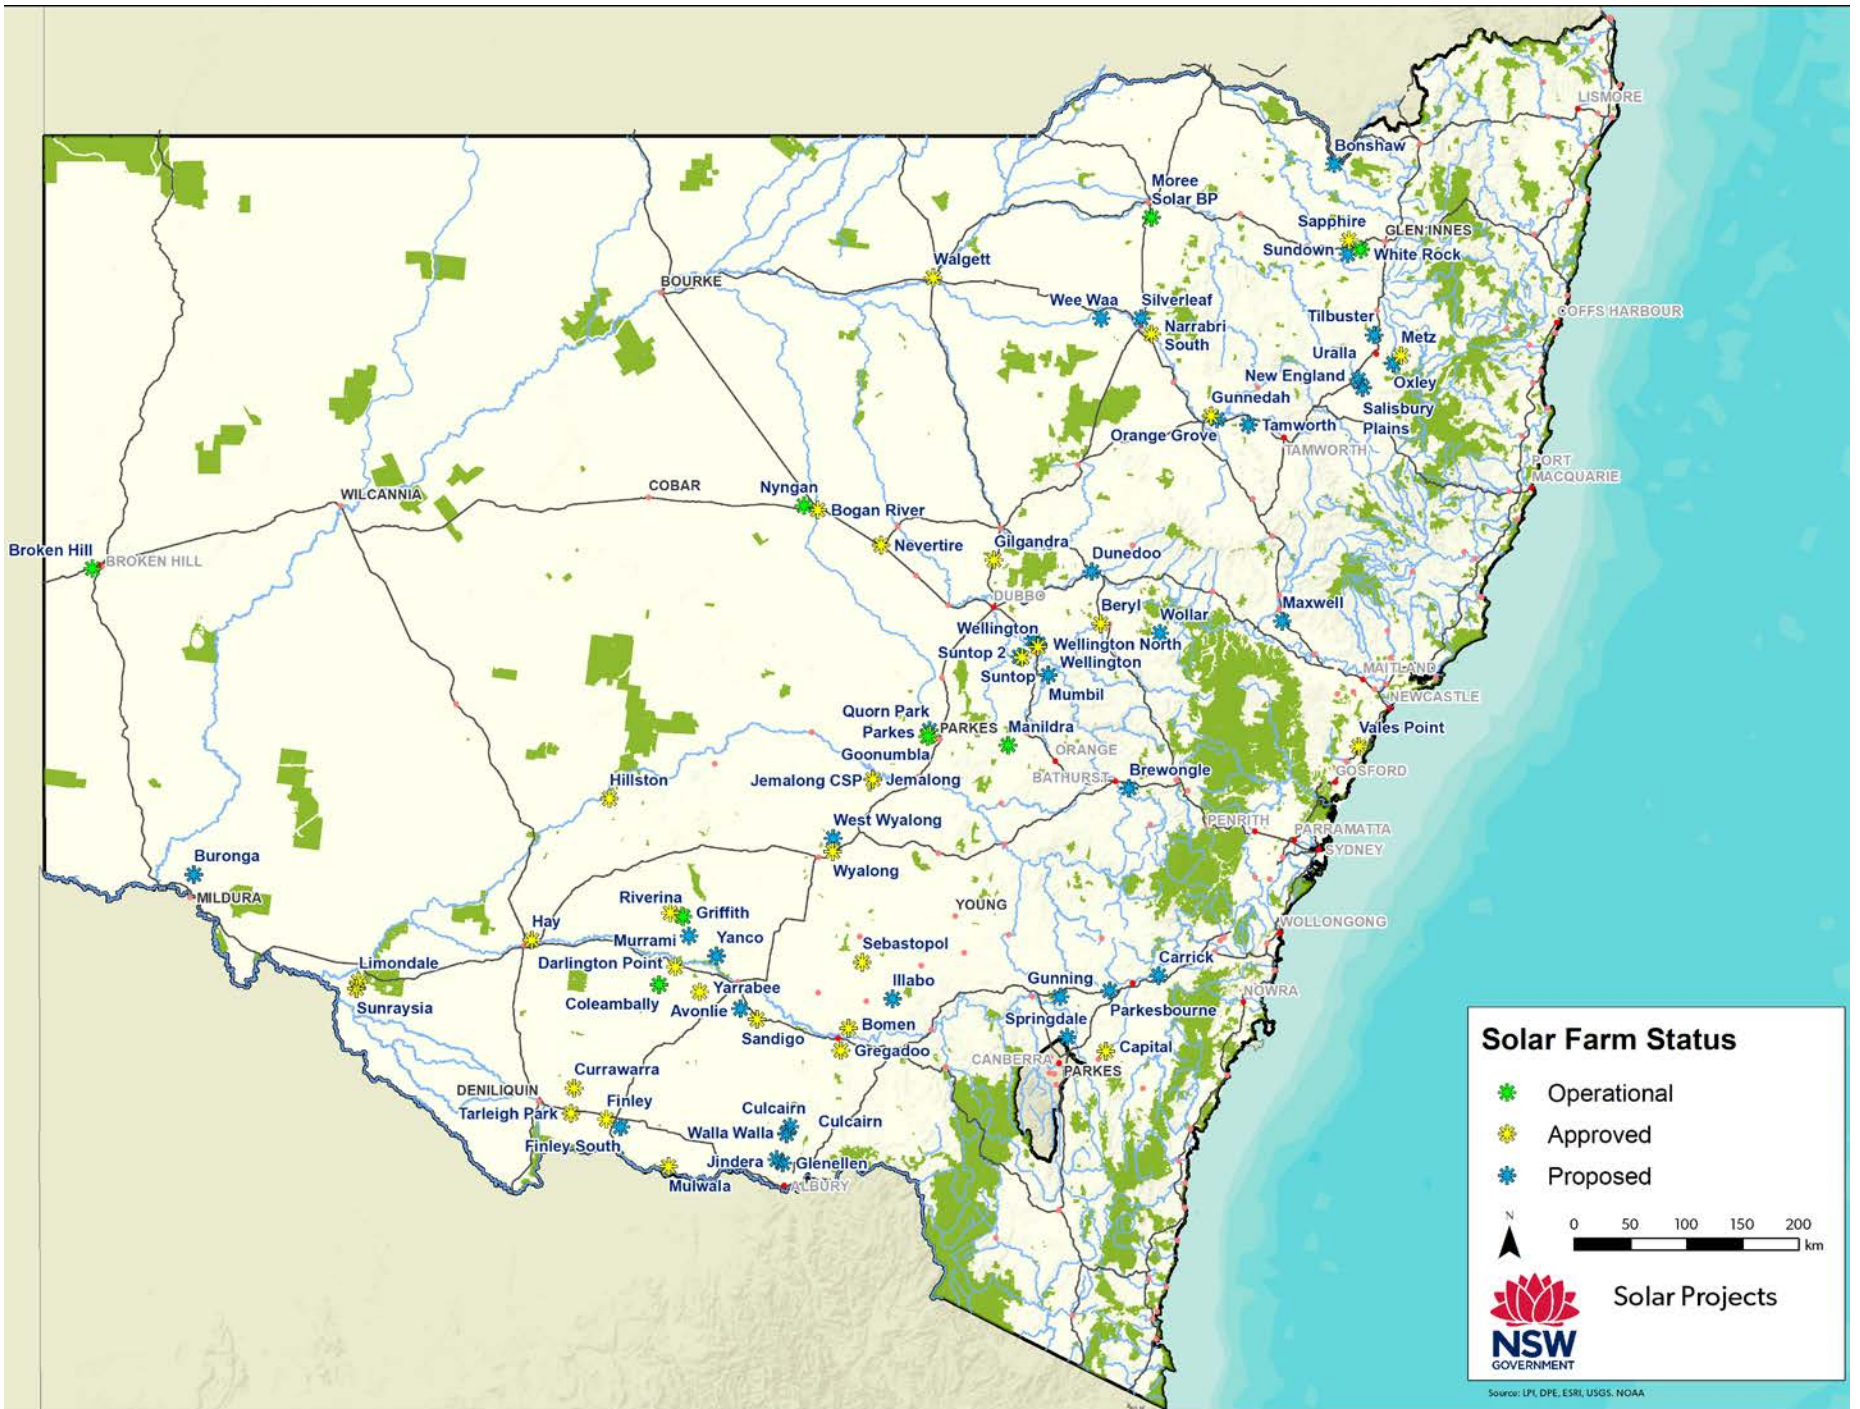 LISMORE
Bonshaw
Moree
Solar BP
Sapphire
GLEN INNES
Sundown
White Rock
Walgett
BOURKE
Wee Waa
Silverleaf
COFFS HARBOUR
Tilbuster
Narrabri
South
Metz
Uralla
New England
Oxley
Gunnedah
Salisbury
Plains
Orange Grove
Tamworth
TAMWORTH
PORT
MACQUARIE
COBAR
Nyngan
WILCANNIA
Bogan River
Broken Hill
BROKEN HILL
Nevertire
Gilgandra
Dunedoo
DUBBO
Beryl
Wollar
Maxwell
Wellington
Wellington North
Suntop 2
Wellington
Suntop
Mumbil
MAITLAND
NEWCASTLE
Quorn Park
Parkes
PARKES
Manildra
Vales Point
Goonumbla
ORANGE
BATHURST
Brewongle
GOSFORD
Hillston
Jemalong CSP
Jemalong
West Wyalong
PENRITH
PARRAMATTA
SYDNEY
Buronga
Wyalong
MILDURA
Riverina
Griffith
YOUNG
WOLLONGONG
Hay
Murrami
Yanco
Sebastopol
Limondale
Darlington Point
Carrick
Illabo
Gunning
Coleambally
Yarrabee
NOWRA
Sunraysia
Avonlie
Parkesbourne
Springdale
Bomen
Sandigo
Gregadoo
Capital
CANBERRA
PARKES
Currawarra
DENILIQUIN
Tarleigh Park
Finley
Culcairn
Culcairn
Walla Walla
Finley South
Jindera
Glenellen
Mulwala
ALBURY
Solar Farm Status
Operational
Approved
Proposed
N
0 50 100 150 200
km
Solar Projects
NSW
GOVERNMENT
Source: LPI, DPE, ESRI, USGS. NOAA